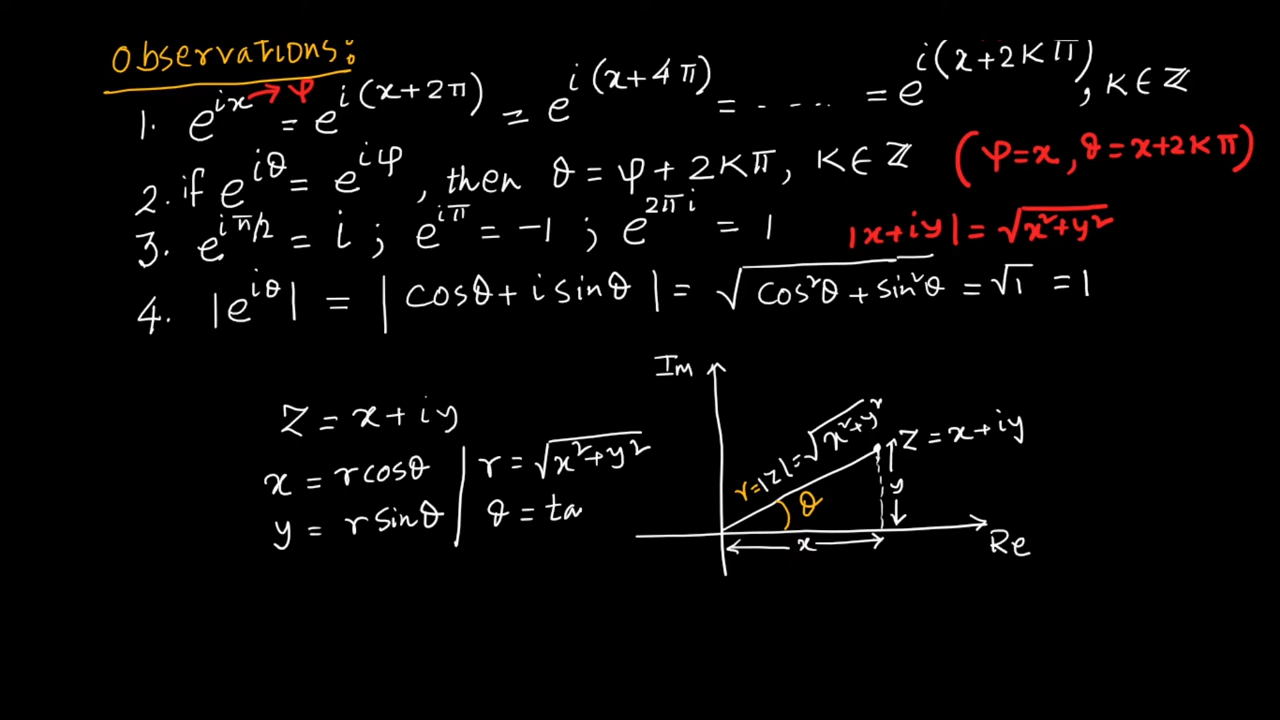 Observations:
1. e^{ix} → φ = e^{i(x+2π)} = e^{i(x+4π)} = ...... = e^{i(x+2kπ)}, k∈ℤ
2. if e^{iθ} = e^{iφ}, then θ = φ + 2kπ, k∈ℤ (φ=x, θ=x+2kπ)
3. e^{iπ/2} = i ; e^{iπ} = -1 ; e^{2πi} = 1 |x+iy| = √(x²+y²)
4. |e^{iθ}| = |cosθ + i sinθ| = √(cos²θ + sin²θ) = √1 = 1
Im
Z = x + iy
x = r cosθ | r = √(x²+y²)
y = r sinθ | θ = ta
r=|z|=√(x²+y²)
Z = x + iy
θ
y
x
Re